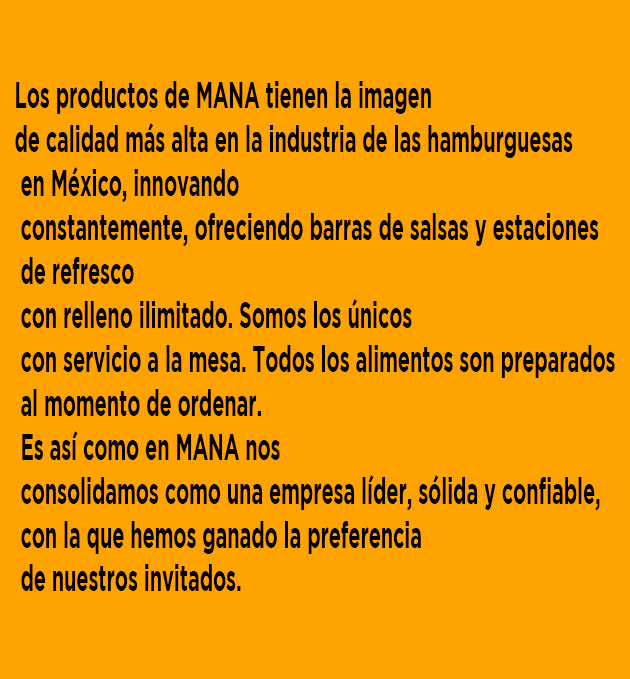 Los productos de MANA tienen la imagen
de calidad más alta en la industria de las hamburguesas
en México, innovando
constantemente, ofreciendo barras de salsas y estaciones
de refresco
con relleno ilimitado. Somos los únicos
con servicio a la mesa. Todos los alimentos son preparados
al momento de ordenar.
Es así como en MANA nos
consolidamos como una empresa líder, sólida y confiable,
con la que hemos ganado la preferencia
de nuestros invitados.